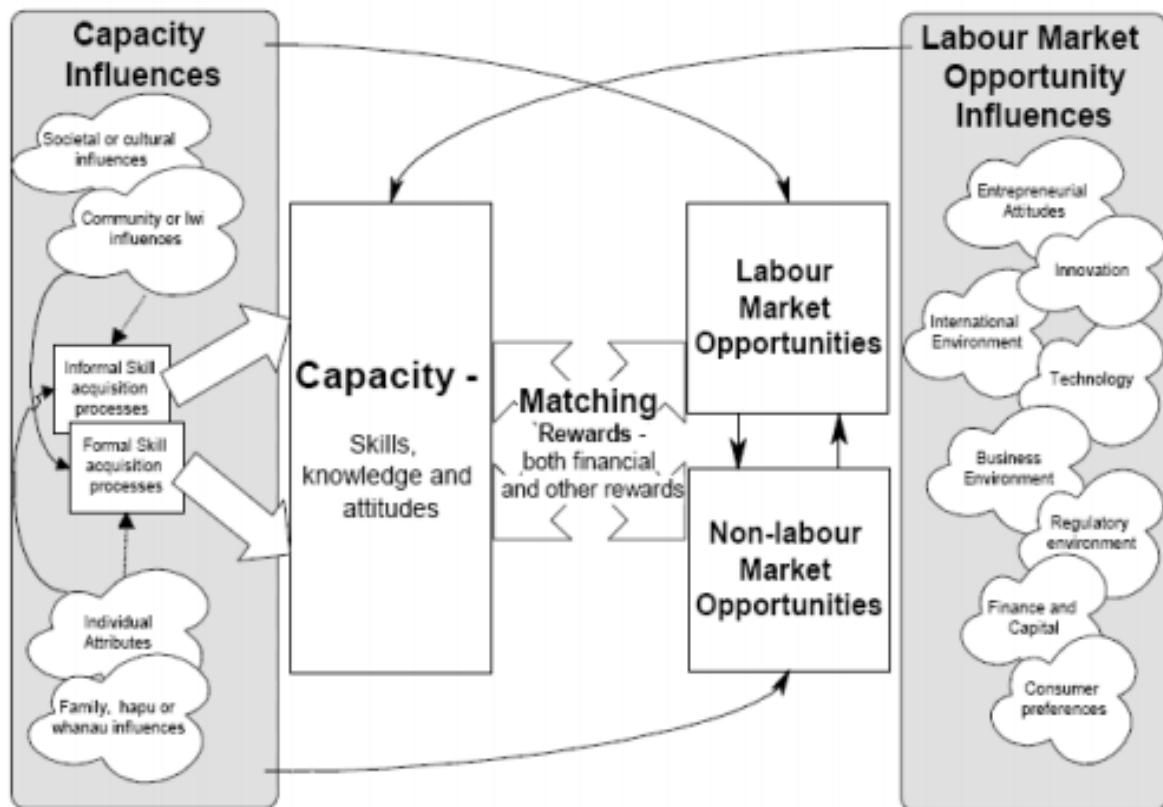 Capacity
Influences
Societal or cultural
influences
Community or Iwi
influences
Informal Skill
acquisition
processes
Formal Skill
acquisition
processes
Individual
Attributes
Family, hapu or
whanau influences
Capacity -
Skills,
knowledge and
attitudes
Matching
Rewards -
both financial
and other rewards
Labour
Market
Opportunities
Non-labour
Market
Opportunities
Labour Market
Opportunity
Influences
Entrepreneurial
Attitudes
Innovation
International
Environment
Technology
Business
Environment
Regulatory
environment
Finance and
Capital
Consumer
preferences